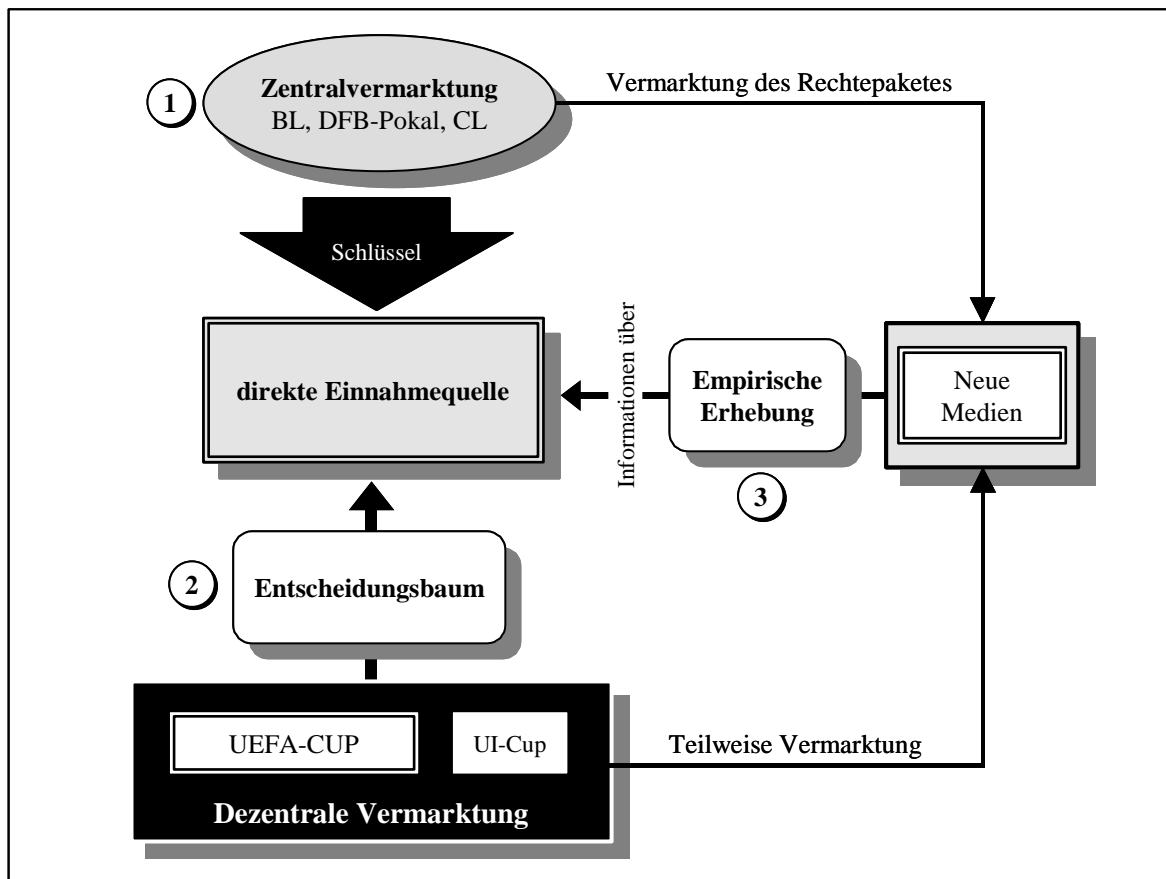 1
Zentralvermarktung
BL, DFB-Pokal, CL
Vermarktung des Rechtepaketes
Schlüssel
direkte Einnahmequelle
Informationen über
Empirische
Erhebung
Neue
Medien
3
2
Entscheidungsbaum
UEFA-CUP
UI-Cup
Teilweise Vermarktung
Dezentrale Vermarktung